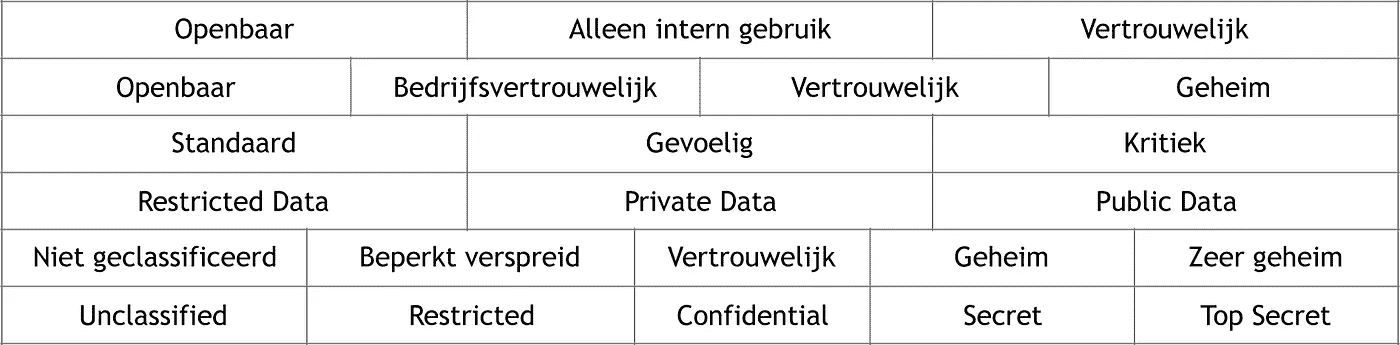 Openbaar Alleen intern gebruik Vertrouwelijk
Openbaar Bedrijfsvertrouwelijk Vertrouwelijk Geheim
Standaard Gevoelig Kritiek
Restricted Data Private Data Public Data
Niet geclassificeerd Beperkt verspreid Vertrouwelijk Geheim Zeer geheim
Unclassified Restricted Confidential Secret Top Secret